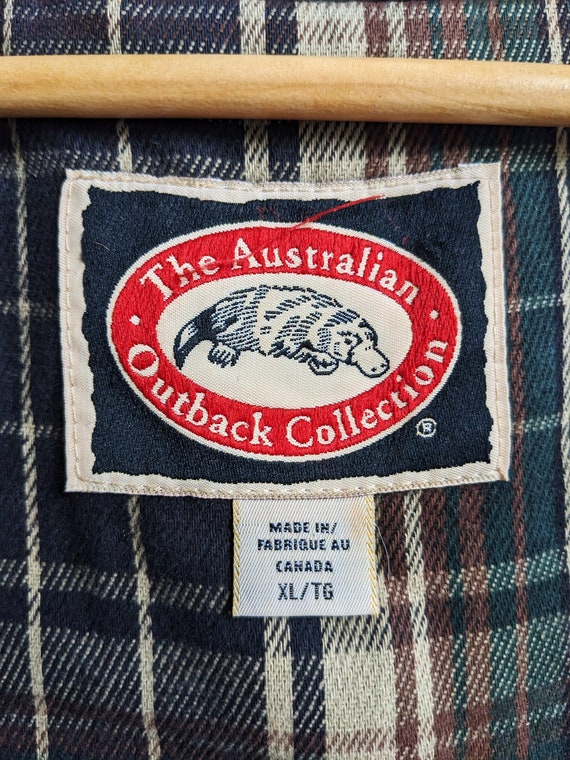 The Australian
Outback Collection
®
MADE IN/
FABRIQUE AU
CANADA
XL/TG